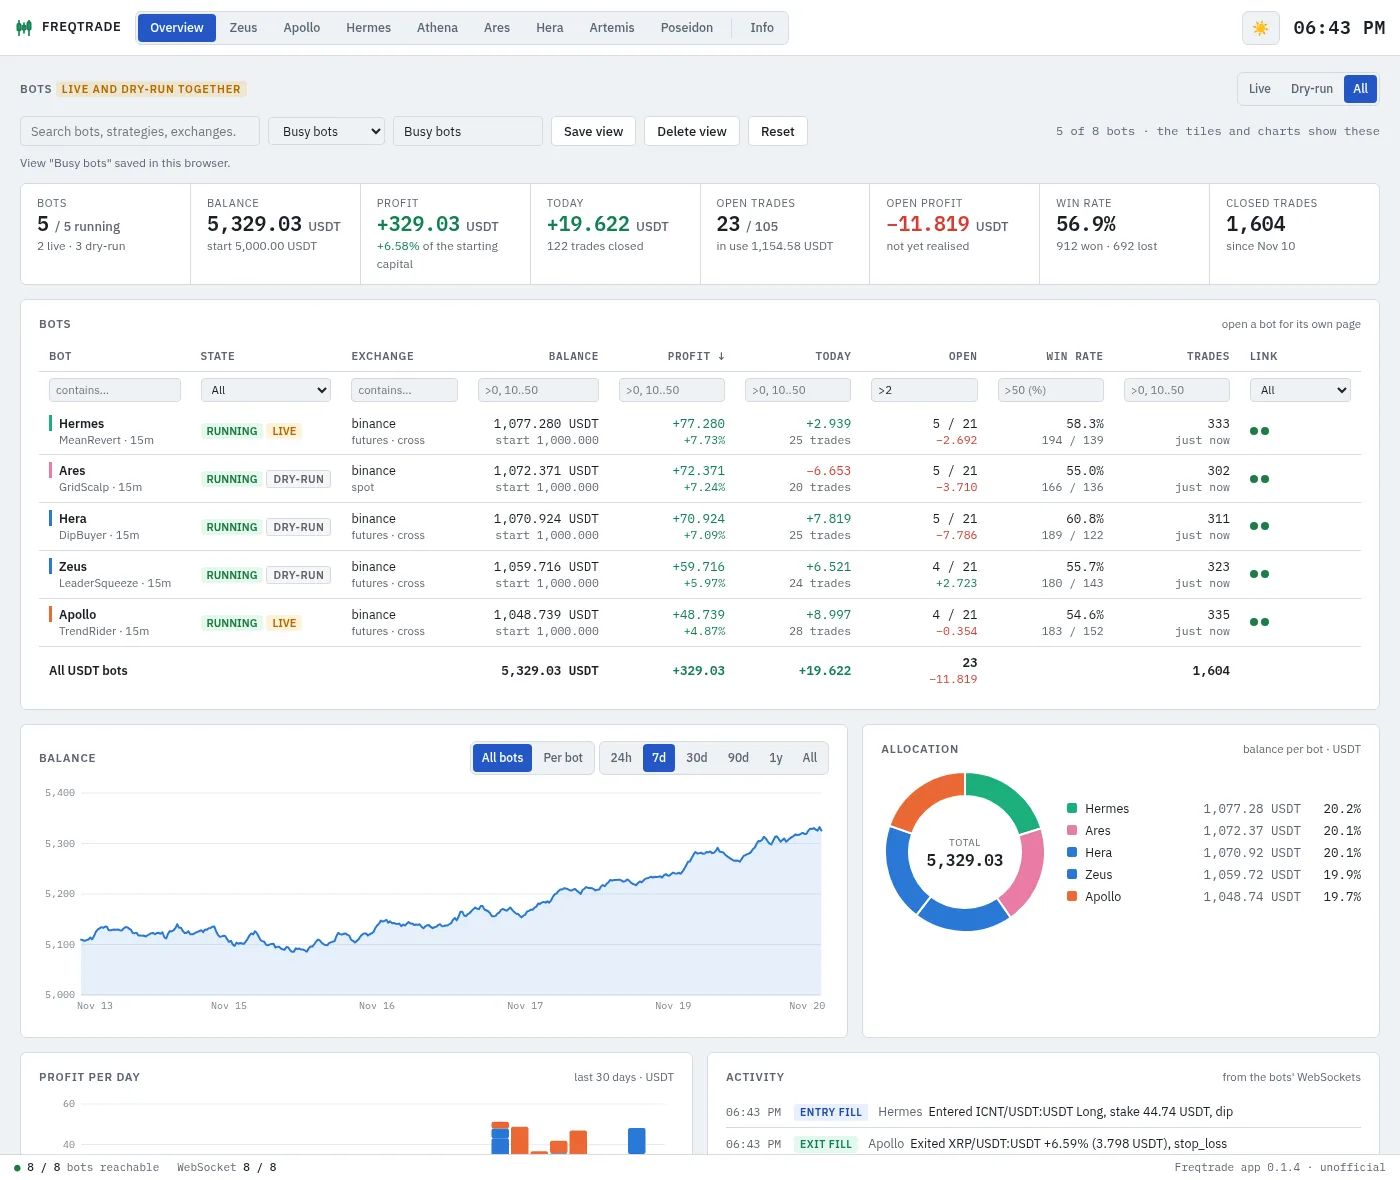 FREQTRADE Overview Zeus Apollo Hermes Athena Ares Hera Artemis Poseidon Info 06:43 PM
BOTS LIVE AND DRY-RUN TOGETHER Live Dry-run All
Search bots, strategies, exchanges. Busy bots Busy bots Save view Delete view Reset 5 of 8 bots · the tiles and charts show these
View "Busy bots" saved in this browser.
BOTS BALANCE PROFIT TODAY OPEN TRADES OPEN PROFIT WIN RATE CLOSED TRADES
5 / 5 running 5,329.03 USDT +329.03 USDT +19.622 USDT 23 / 105 −11.819 USDT 56.9% 1,604
2 live · 3 dry-run start 5,000.00 USDT +6.58% of the starting capital 122 trades closed in use 1,154.58 USDT not yet realised 912 won · 692 lost since Nov 10
BOTS open a bot for its own page
BOT STATE EXCHANGE BALANCE PROFIT ↓ TODAY OPEN WIN RATE TRADES LINK
contains... All contains... >0, 10..50 >0, 10..50 >0, 10..50 >2 >50 (%) >0, 10..50 All
Hermes RUNNING LIVE binance 1,077.280 USDT +77.280 +2.939 5 / 21 58.3% 333
MeanRevert · 15m futures · cross start 1,000.000 +7.73% 25 trades −2.692 194 / 139 just now
Ares RUNNING DRY-RUN binance 1,072.371 USDT +72.371 −6.653 5 / 21 55.0% 302
GridScalp · 15m spot start 1,000.000 +7.24% 20 trades −3.710 166 / 136 just now
Hera RUNNING DRY-RUN binance 1,070.924 USDT +70.924 +7.819 5 / 21 60.8% 311
DipBuyer · 15m futures · cross start 1,000.000 +7.09% 25 trades −7.786 189 / 122 just now
Zeus RUNNING DRY-RUN binance 1,059.716 USDT +59.716 +6.521 4 / 21 55.7% 323
LeaderSqueeze · 15m futures · cross start 1,000.000 +5.97% 24 trades +2.723 180 / 143 just now
Apollo RUNNING LIVE binance 1,048.739 USDT +48.739 +8.997 4 / 21 54.6% 335
TrendRider · 15m futures · cross start 1,000.000 +4.87% 28 trades −0.354 183 / 152 just now
All USDT bots 5,329.03 USDT +329.03 +19.622 23 1,604
−11.819
BALANCE All bots Per bot 24h 7d 30d 90d 1y All
5,400
5,300
5,200
5,100
5,000
Nov 13 Nov 15 Nov 16 Nov 17 Nov 19 Nov 20
ALLOCATION balance per bot · USDT
TOTAL
5,329.03
Hermes 1,077.28 USDT 20.2%
Ares 1,072.37 USDT 20.1%
Hera 1,070.92 USDT 20.1%
Zeus 1,059.72 USDT 19.9%
Apollo 1,048.74 USDT 19.7%
PROFIT PER DAY last 30 days · USDT
60
40
ACTIVITY from the bots' WebSockets
06:43 PM ENTRY FILL Hermes Entered ICNT/USDT:USDT Long, stake 44.74 USDT, dip
06:43 PM EXIT FILL Apollo Exited XRP/USDT:USDT +6.59% (3.798 USDT), stop_loss
8 / 8 bots reachable WebSocket 8 / 8 Freqtrade app 0.1.4 · unofficial